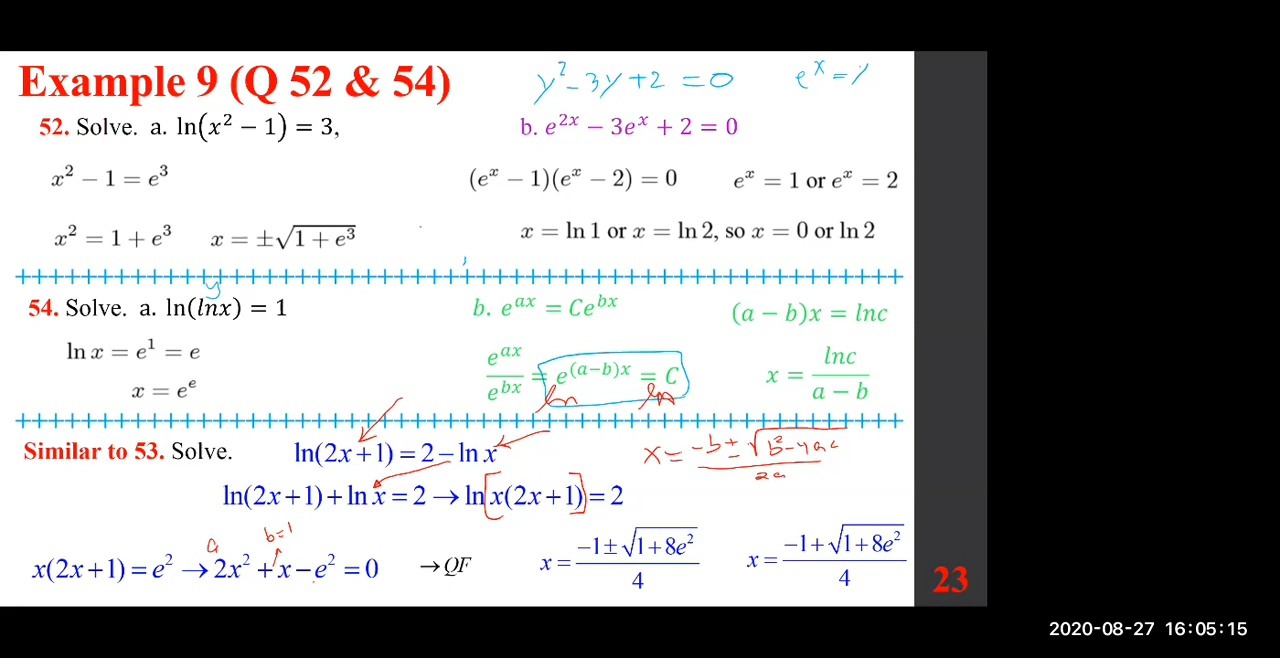 Example 9 (Q 52 & 54)
y² - 3y + 2 = 0
eˣ = y
52. Solve. a. ln(x² − 1) = 3,
b. e²ˣ − 3eˣ + 2 = 0
x² − 1 = e³
(eˣ − 1)(eˣ − 2) = 0
eˣ = 1 or eˣ = 2
x² = 1 + e³
x = ±√(1 + e³)
x = ln 1 or x = ln 2, so x = 0 or ln 2
y
54. Solve. a. ln(lnx) = 1
b. e^{ax} = Ce^{bx}
(a − b)x = lnc
ln x = e¹ = e
e^{ax}/e^{bx} = e^{(a−b)x} = C
x = lnc/(a − b)
x = eᵉ
ln
ln
Similar to 53. Solve.
ln(2x+1) = 2 − ln x
x = (-b ± √(b² - 4ac))/2a
ln(2x+1) + ln x = 2 → ln[x(2x+1)] = 2
a
b=1
x(2x+1) = e² → 2x² + x − e² = 0
→ QF
x = (−1 ± √(1+8e²))/4
x = (−1 + √(1+8e²))/4
23
2020-08-27 16:05:15